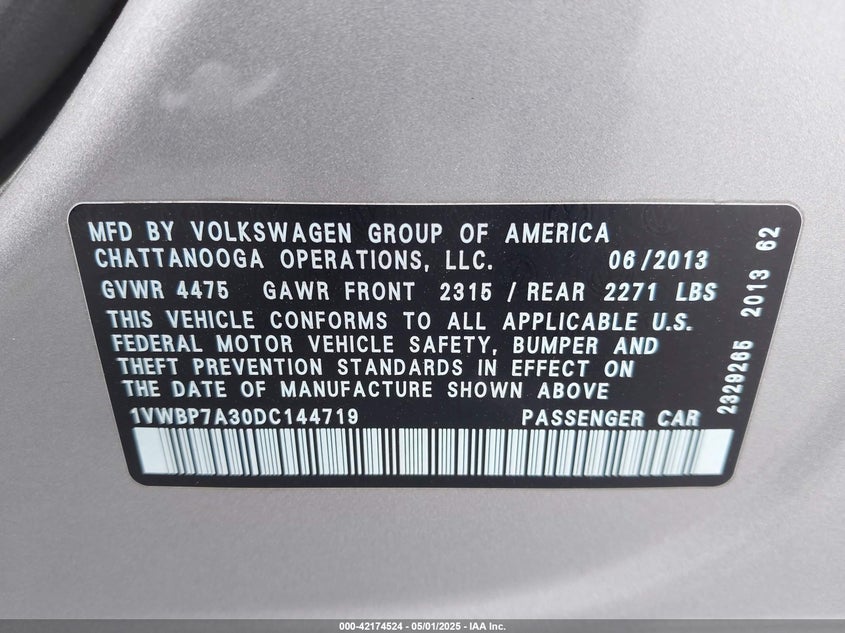 MFD BY VOLKSWAGEN GROUP OF AMERICA
CHATTANOOGA OPERATIONS, LLC. 06/2013
GVWR 4475 GAWR FRONT 2315 / REAR 2271 LBS
THIS VEHICLE CONFORMS TO ALL APPLICABLE U.S.
FEDERAL MOTOR VEHICLE SAFETY, BUMPER AND
THEFT PREVENTION STANDARDS IN EFFECT ON
THE DATE OF MANUFACTURE SHOWN ABOVE
1VWBP7A30DC144719 PASSENGER CAR
2329265 2013 62
000-42174524 - 05/01/2025 - IAA Inc.